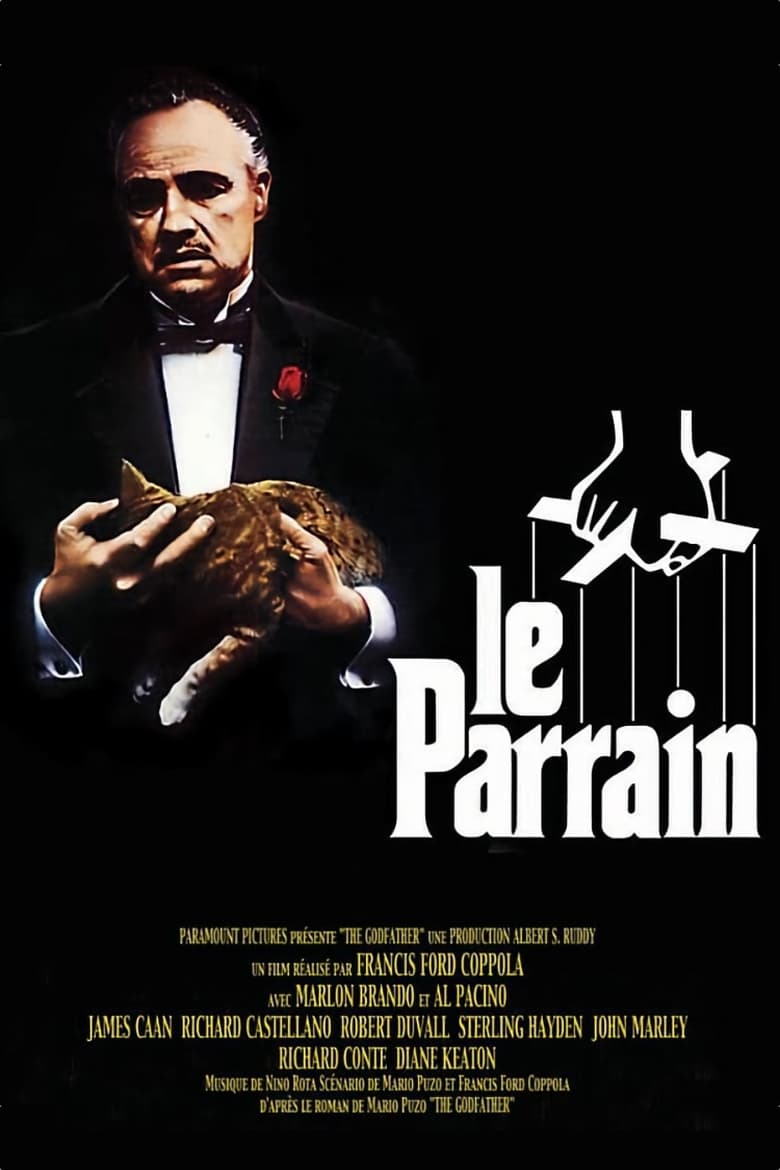 le
Parrain
PARAMOUNT PICTURES PRÉSENTE "THE GODFATHER" UNE PRODUCTION ALBERT S. RUDDY
UN FILM RÉALISÉ PAR FRANCIS FORD COPPOLA
AVEC MARLON BRANDO ET AL PACINO
JAMES CAAN RICHARD CASTELLANO ROBERT DUVALL STERLING HAYDEN JOHN MARLEY
RICHARD CONTE DIANE KEATON
MUSIQUE DE NINO ROTA SCÉNARIO DE MARIO PUZO ET FRANCIS FORD COPPOLA
D'APRÈS LE ROMAN DE MARIO PUZO "THE GODFATHER"